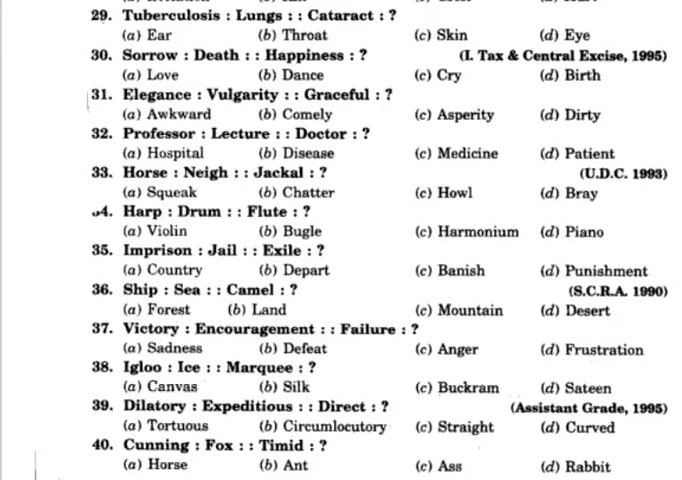 29. Tuberculosis : Lungs : : Cataract : ?
(a) Ear (b) Throat (c) Skin (d) Eye
30. Sorrow : Death : : Happiness : ? (I. Tax & Central Excise, 1995)
(a) Love (b) Dance (c) Cry (d) Birth
31. Elegance : Vulgarity : : Graceful : ?
(a) Awkward (b) Comely (c) Asperity (d) Dirty
32. Professor : Lecture : : Doctor : ?
(a) Hospital (b) Disease (c) Medicine (d) Patient
33. Horse : Neigh : : Jackal : ? (U.D.C. 1993)
(a) Squeak (b) Chatter (c) Howl (d) Bray
4. Harp : Drum : : Flute : ?
(a) Violin (b) Bugle (c) Harmonium (d) Piano
35. Imprison : Jail : : Exile : ?
(a) Country (b) Depart (c) Banish (d) Punishment
36. Ship : Sea : : Camel : ? (S.C.R.A. 1990)
(a) Forest (b) Land (c) Mountain (d) Desert
37. Victory : Encouragement : : Failure : ?
(a) Sadness (b) Defeat (c) Anger (d) Frustration
38. Igloo : Ice : : Marquee : ?
(a) Canvas (b) Silk (c) Buckram (d) Sateen
39. Dilatory : Expeditious : : Direct : ? (Assistant Grade, 1995)
(a) Tortuous (b) Circumlocutory (c) Straight (d) Curved
40. Cunning : Fox : : Timid : ?
(a) Horse (b) Ant (c) Ass (d) Rabbit